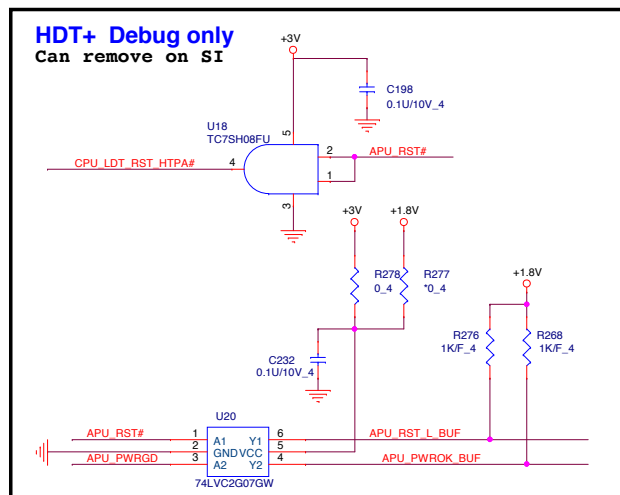 HDT+ Debug only
Can remove on SI
+3V
C198
0.1U/10V_4
U18
TC7SH08FU
5
CPU_LDT_RST_HTPA#
4
2
APU_RST#
1
3
+3V
+1.8V
R278
0_4
R277
*0_4
+1.8V
C232
0.1U/10V_4
R276
1K/F_4
R268
1K/F_4
U20
APU_RST#
1
A1
Y1
6
APU_RST_L_BUF
2
GND
VCC
5
APU_PWRGD
3
A2
Y2
4
APU_PWROK_BUF
74LVC2G07GW